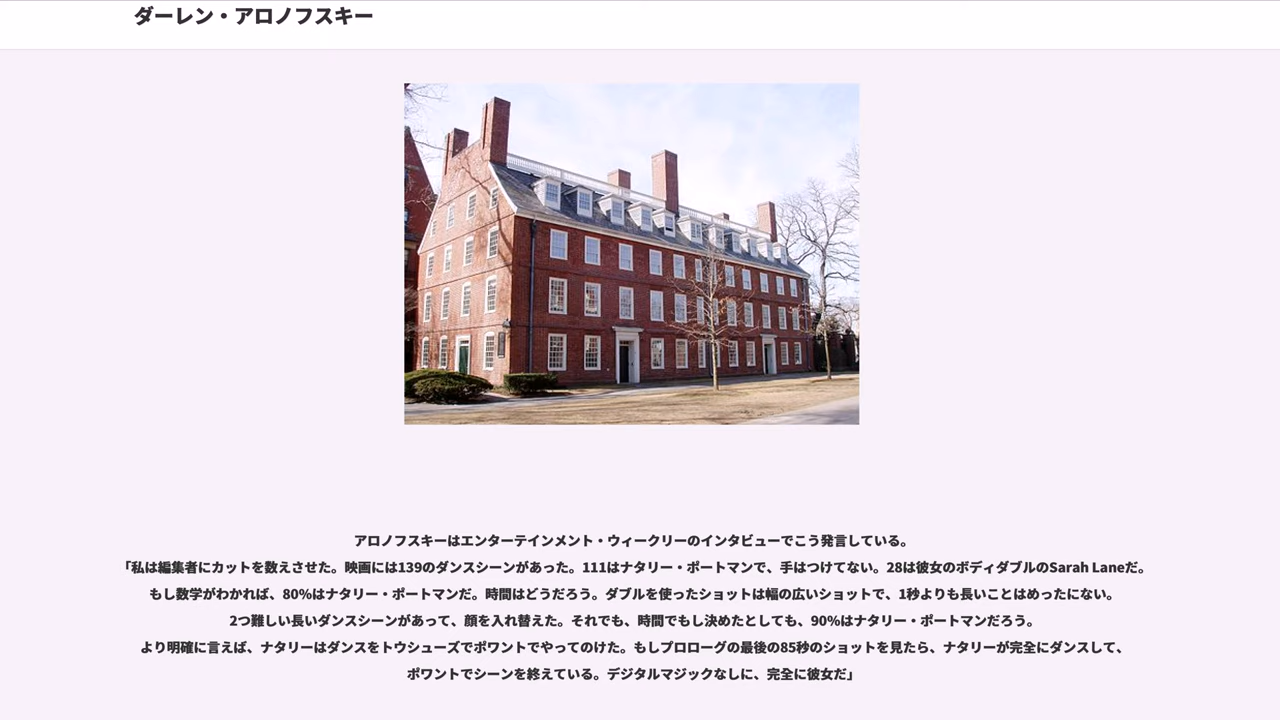 ダーレン・アロノフスキー
アロノフスキーはエンターテインメント・ウィークリーのインタビューでこう発言している。
「私は編集者にカットを数えさせた。映画には139のダンスシーンがあった。111はナタリー・ポートマンで、手はつけてない。28は彼女のボディダブルのSarah Laneだ。
もし数学がわかれば、80%はナタリー・ポートマンだ。時間はどうだろう。ダブルを使ったショットは幅の広いショットで、1秒よりも長いことはめったにない。
2つ難しい長いダンスシーンがあって、顔を入れ替えた。それでも、時間でもし決めたとしても、90%はナタリー・ポートマンだろう。
より明確に言えば、ナタリーはダンスをトウシューズでポワントでやってのけた。もしプロローグの最後の85秒のショットを見たら、ナタリーが完全にダンスして、
ポワントでシーンを終えている。デジタルマジックなしに、完全に彼女だ」